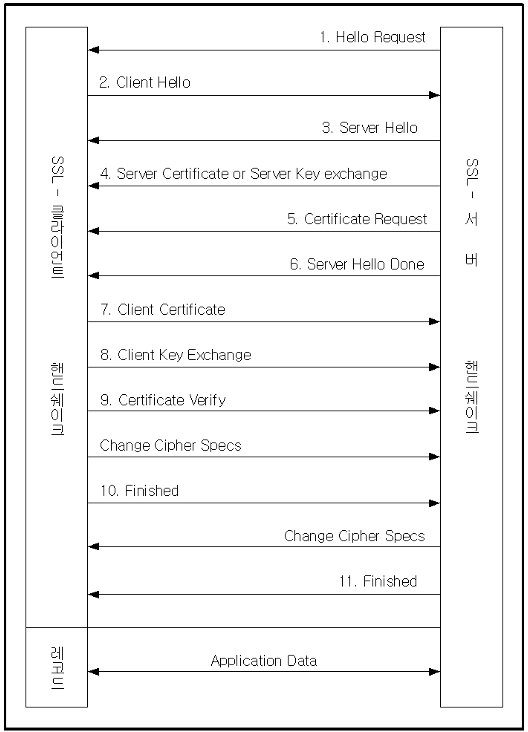 1. Hello Request
2. Client Hello
3. Server Hello
4. Server Certificate or Server Key exchange
5. Certificate Request
6. Server Hello Done
7. Client Certificate
8. Client Key Exchange
9. Certificate Verify
Change Cipher Specs
10. Finished
Change Cipher Specs
11. Finished
Application Data
SSL-클라이언트
핸드쉐이크
레코드
SSL-서버
핸드쉐이크